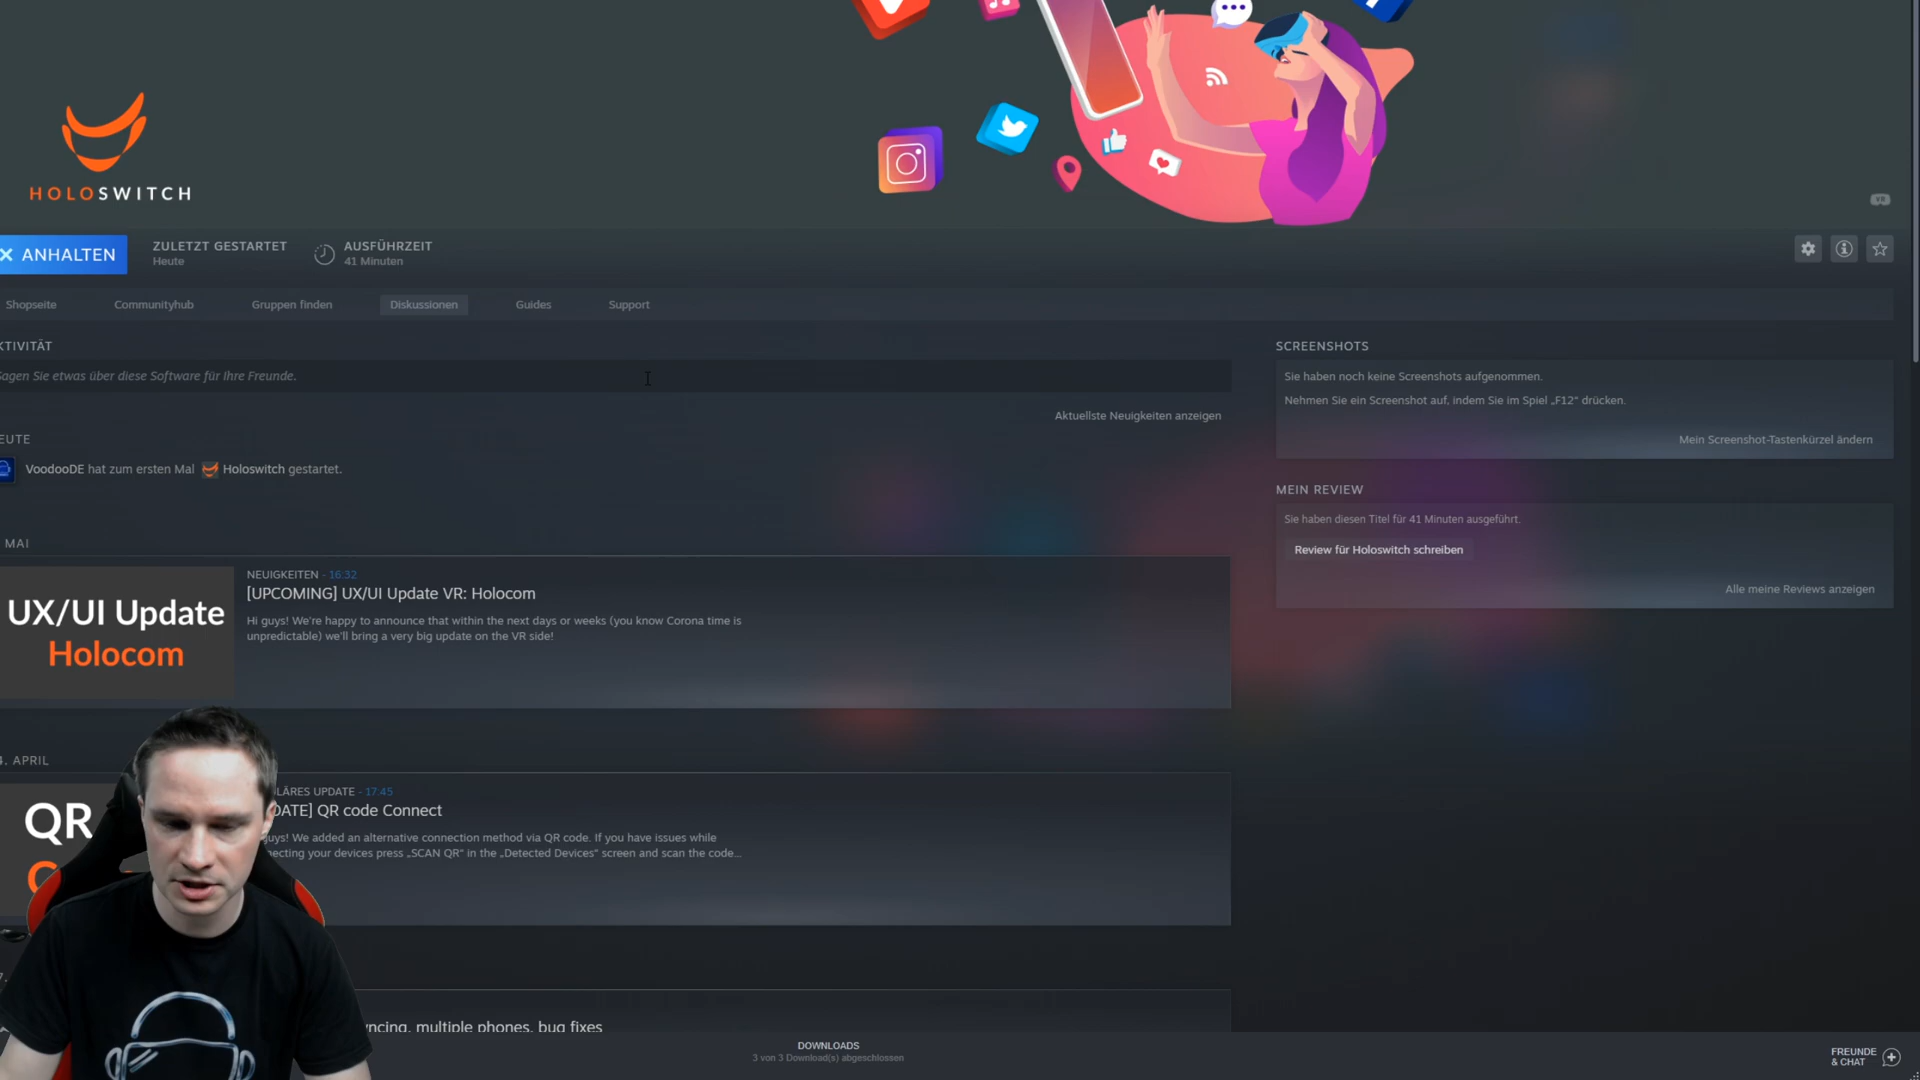 HOLOSWITCH
ANHALTEN
ZULETZT GESTARTET
Heute
AUSFÜHRZEIT
41 Minuten
Shopseite
Communityhub
Gruppen finden
Diskussionen
Guides
Support
KTIVITÄT
Sagen Sie etwas über diese Software für Ihre Freunde.
Aktuellste Neuigkeiten anzeigen
EUTE
VoodooDE hat zum ersten Mal Holoswitch gestartet.
MAI
UX/UI Update
Holocom
NEUIGKEITEN - 16:32
[UPCOMING] UX/UI Update VR: Holocom
Hi guys! We're happy to announce that within the next days or weeks (you know Corona time is
unpredictable) we'll bring a very big update on the VR side!
4. APRIL
QR
C
LÄRES UPDATE - 17:45
DATE] QR code Connect
guys! We added an alternative connection method via QR code. If you have issues while
necting your devices press „SCAN QR" in the „Detected Devices" screen and scan the code...
7.
ncing, multiple phones, bug fixes
SCREENSHOTS
Sie haben noch keine Screenshots aufgenommen.
Nehmen Sie ein Screenshot auf, indem Sie im Spiel „F12" drücken.
Mein Screenshot-Tastenkürzel ändern
MEIN REVIEW
Sie haben diesen Titel für 41 Minuten ausgeführt.
Review für Holoswitch schreiben
Alle meine Reviews anzeigen
DOWNLOADS
3 von 3 Download(s) abgeschlossen
FREUNDE
& CHAT